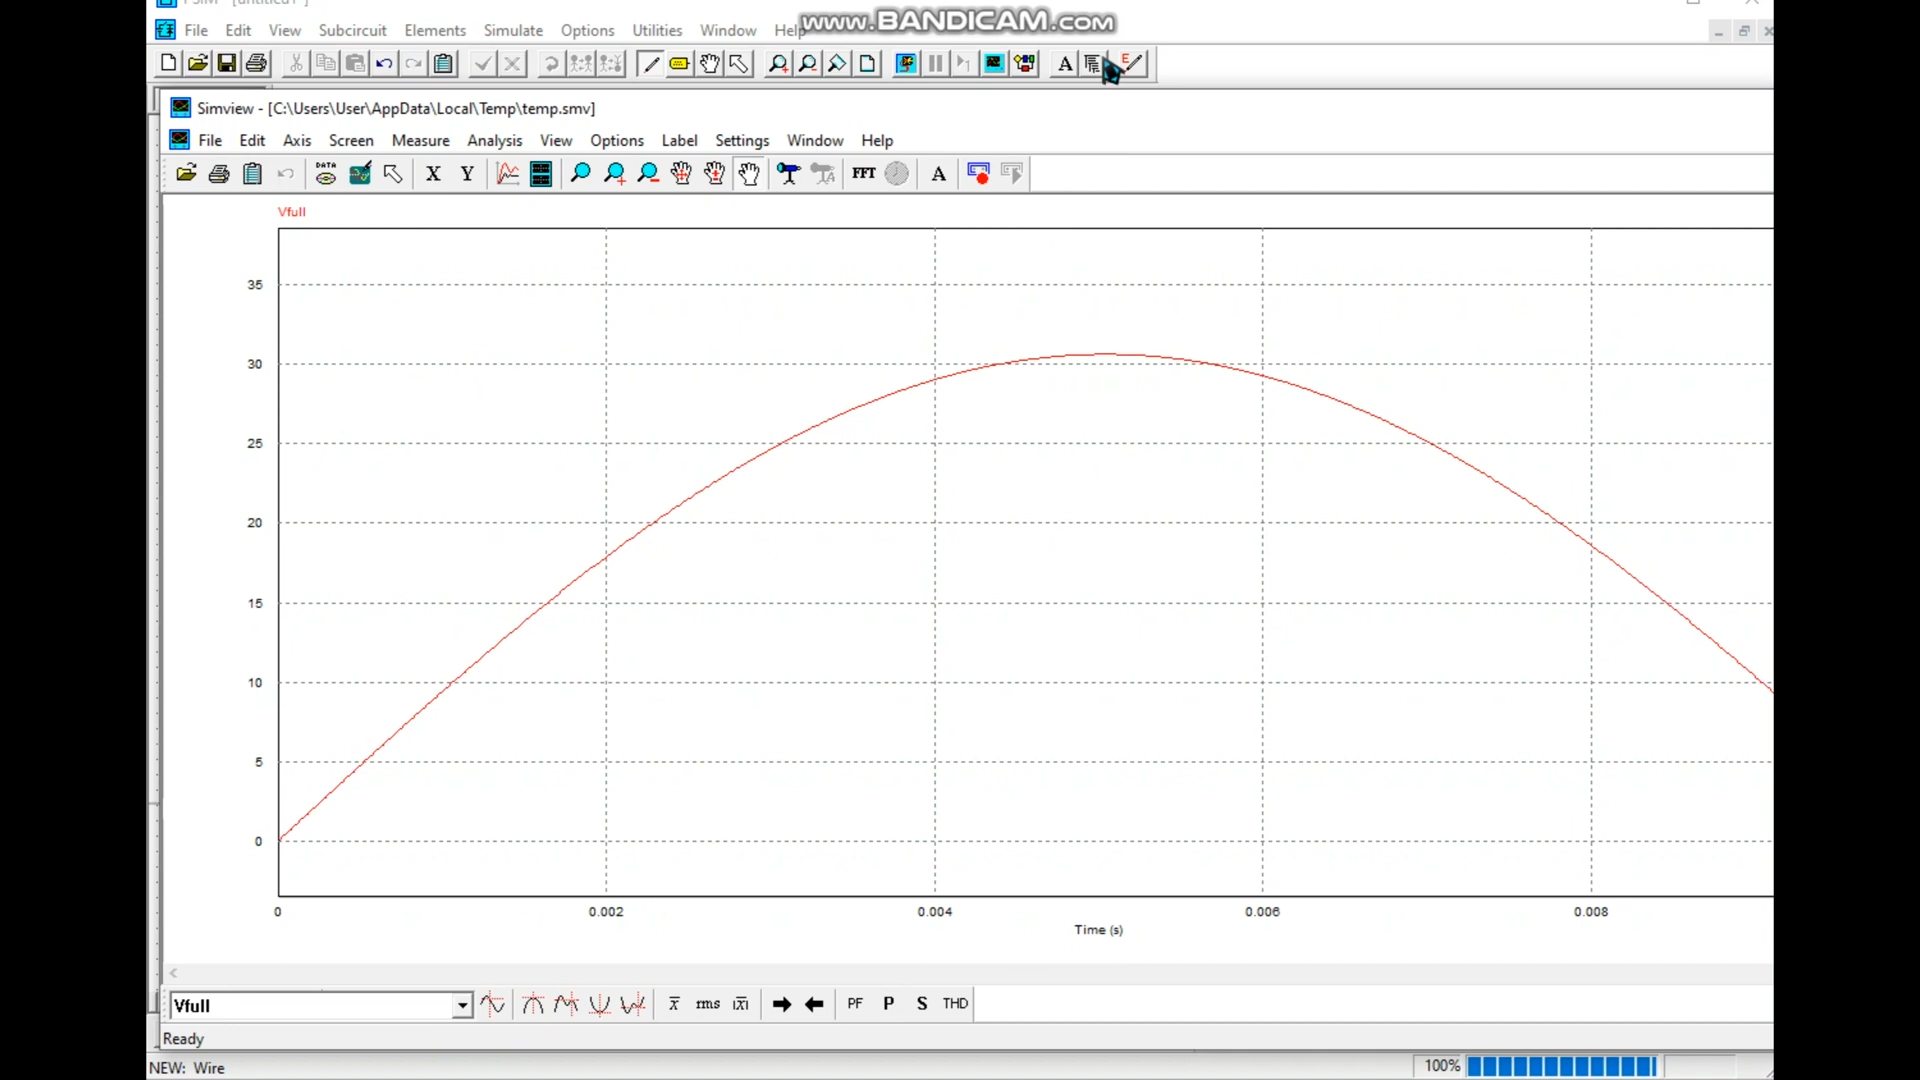 www.BANDICAM.com
File Edit View Subcircuit Elements Simulate Options Utilities Window Help
A E
Simview - [C:\Users\User\AppData\Local\Temp\temp.smv]
File Edit Axis Screen Measure Analysis View Options Label Settings Window Help
DATA X Y FFT A
Vfull
35
30
25
20
15
10
5
0
0 0.002 0.004 0.006 0.008
Time (s)
Vfull x rms |x| PF P S THD
Ready
NEW: Wire 100%